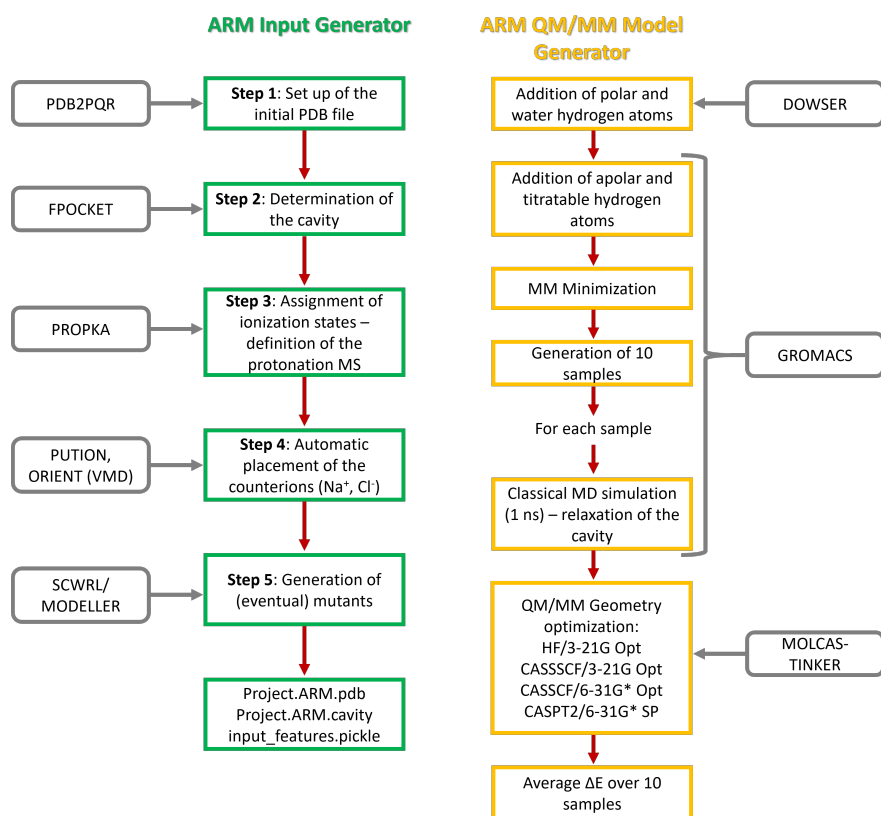 ARM Input Generator
PDB2PQR
Step 1: Set up of the
initial PDB file
FPOCKET
Step 2: Determination of
the cavity
PROPKA
Step 3: Assignment of
ionization states –
definition of the
protonation MS
PUTION,
ORIENT (VMD)
Step 4: Automatic
placement of the
counterions (Na⁺, Cl⁻)
SCWRL/
MODELLER
Step 5: Generation of
(eventual) mutants
Project.ARM.pdb
Project.ARM.cavity
input_features.pickle
ARM QM/MM Model
Generator
Addition of polar and
water hydrogen atoms
DOWSER
Addition of apolar and
titratable hydrogen
atoms
MM Minimization
Generation of 10
samples
GROMACS
For each sample
Classical MD simulation
(1 ns) – relaxation of the
cavity
QM/MM Geometry
optimization:
HF/3-21G Opt
CASSSCF/3-21G Opt
CASSCF/6-31G* Opt
CASPT2/6-31G* SP
MOLCAS-
TINKER
Average ΔE over 10
samples